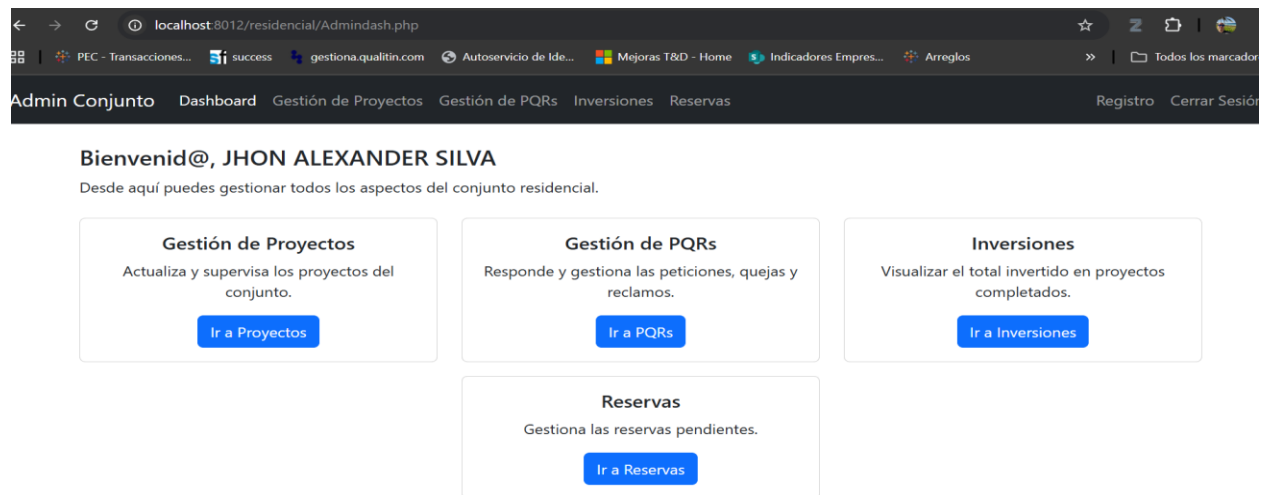 localhost:8012/residencial/Admindash.php
PEC - Transacciones... success gestiona.qualitin.com Autoservicio de Ide... Mejoras T&D - Home Indicadores Empres... Arreglos » Todos los marcador
Admin Conjunto Dashboard Gestión de Proyectos Gestión de PQRs Inversiones Reservas Registro Cerrar Sesión
Bienvenid@, JHON ALEXANDER SILVA
Desde aquí puedes gestionar todos los aspectos del conjunto residencial.
Gestión de Proyectos
Actualiza y supervisa los proyectos del
conjunto.
Ir a Proyectos
Gestión de PQRs
Responde y gestiona las peticiones, quejas y
reclamos.
Ir a PQRs
Inversiones
Visualizar el total invertido en proyectos
completados.
Ir a Inversiones
Reservas
Gestiona las reservas pendientes.
Ir a Reservas